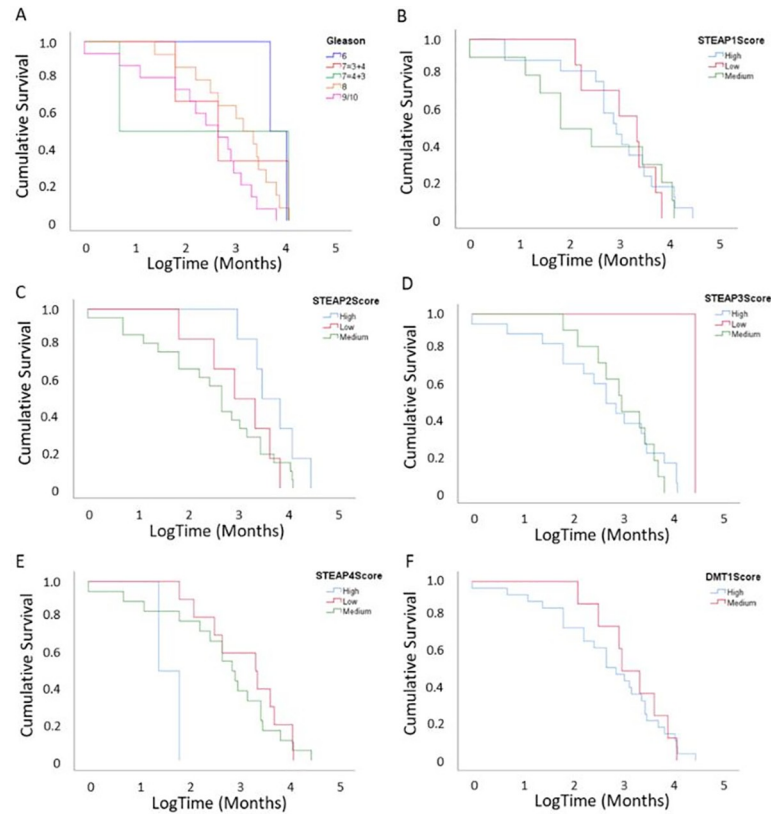 A
Cumulative Survival
1.0
0.8
0.6
0.4
0.2
0
0 1 2 3 4 5
LogTime (Months)
Gleason
6
7=3+4
7=4+3
8
9/10
B
Cumulative Survival
1.0
0.8
0.6
0.4
0.2
0
0 1 2 3 4 5
LogTime (Months)
STEAP1Score
High
Low
Medium
C
Cumulative Survival
1.0
0.8
0.6
0.4
0.2
0
0 1 2 3 4 5
LogTime (Months)
STEAP2Score
High
Low
Medium
D
Cumulative Survival
1.0
0.8
0.6
0.4
0.2
0
0 1 2 3 4 5
LogTime (Months)
STEAP3Score
High
Low
Medium
E
Cumulative Survival
1.0
0.8
0.6
0.4
0.2
0
0 1 2 3 4 5
LogTime (Months)
STEAP4Score
High
Low
Medium
F
Cumulative Survival
1.0
0.8
0.6
0.4
0.2
0
0 1 2 3 4 5
LogTime (Months)
DMT1Score
High
Medium